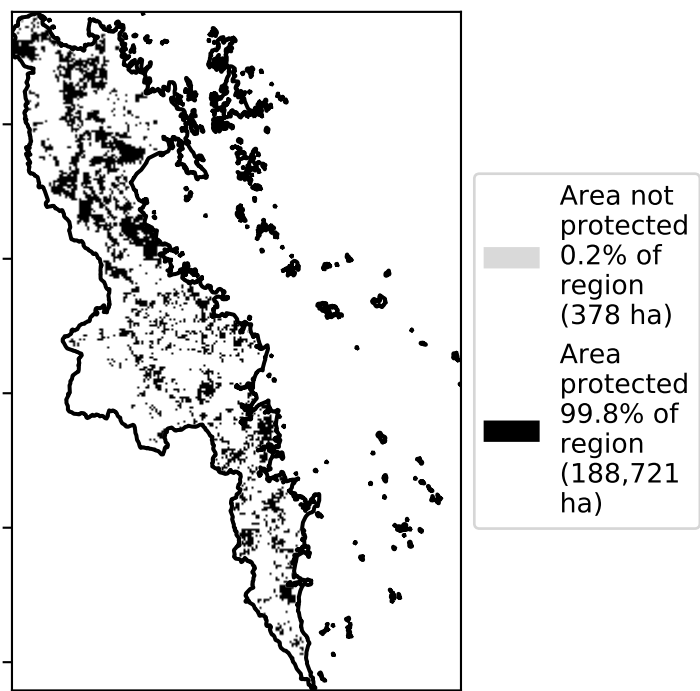 Area not
protected
0.2% of
region
(378 ha)
Area
protected
99.8% of
region
(188,721
ha)